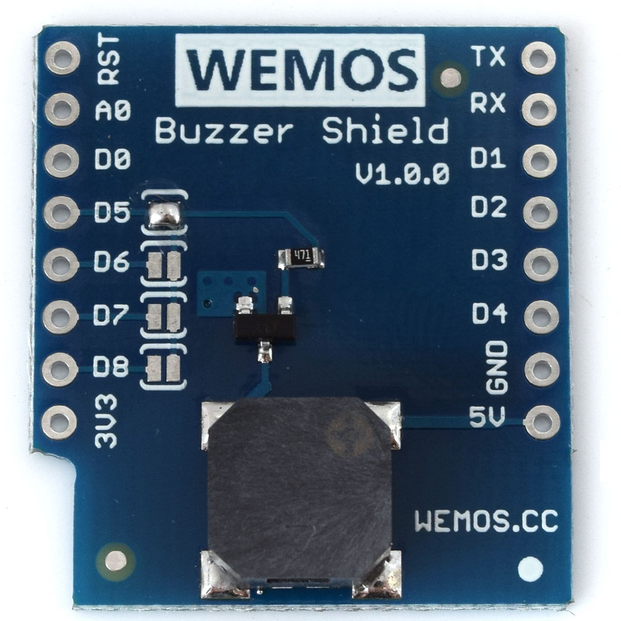 WEMOS
Buzzer Shield
V1.0.0
RST
A0
D0
D5
D6
D7
D8
3V3
TX
RX
D1
D2
D3
D4
GND
5V
471
WEMOS.CC